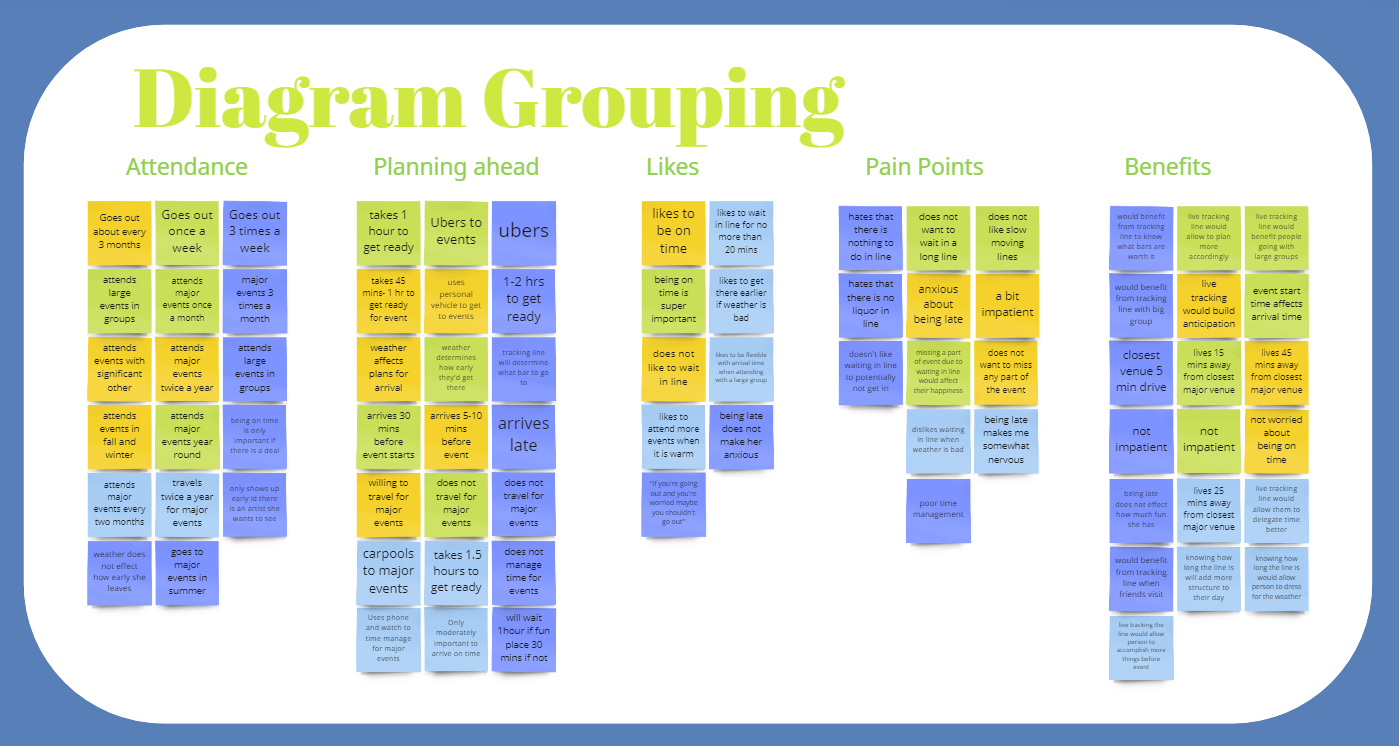 Diagram Grouping
Attendance
Goes out
about every
3 months
Goes out
once a
week
Goes out
3 times a
week
attends
large
events in
groups
attends
major
events once
a month
major
events 3
times a
month
attends
events with
significant
other
attends
major
events
twice a year
attends
large
events in
groups
attends
events in
fall and
winter
attends
major
events year
round
being on time
is only
important if
there is a deal
attends
major
events every
two months
travels
twice a year
for major
events
only shows up
early id there
is an artist she
wants to see
weather does
not effect
how early she
leaves
goes to
major
events in
summer
Planning ahead
takes 1
hour to
get ready
Ubers to
events
ubers
takes 45
mins- 1 hr to
get ready
for event
uses
personal
vehicle to get
to events
1-2 hrs
to get
ready
weather
affects
plans for
arrival
weather
determines
how early
they'd get
there
tracking line
will determine
what bar to go
to
arrives 30
mins
before
event starts
arrives 5-10
mins
before
event
arrives
late
willing to
travel for
major
events
does not
travel for
major
events
does not
travel for
major
events
carpools
to major
events
takes 1.5
hours to
get ready
does not
manage
time for
events
Uses phone
and watch to
time manage
for major
events
Only
moderately
important to
arrive on time
will wait
1hour if fun
place 30
mins if not
Likes
likes to
be on
time
likes to wait
in line for no
more than
20 mins
being on
time is
super
important
likes to get
there earlier
if weather is
bad
does not
like to wait
in line
likes to be flexible
with arrival time
when attending
with a large group
likes to
attend more
events when
it is warm
being late
does not
make her
anxious
"if you're going
out and you're
worried maybe
you shouldn't
go out"
Pain Points
hates that
there is
nothing to
do in line
does not
want to
wait in a
long line
does not
like slow
moving
lines
hates that
there is no
liquor in
line
anxious
about
being late
a bit
impatient
doesn't like
waiting in line
to potentially
not get in
missing a part
of event due to
waiting in line
would affect
their happiness
does not
want to miss
any part of
the event
dislikes waiting
in line when
weather is bad
being late
makes me
somewhat
nervous
poor time
management
Benefits
would benefit
from tracking
line to know
what bars are
worth it
live tracking
line would
allow to plan
more
accordingly
live tracking
line would
benefit people
going with
large groups
would benefit
from tracking
line with big
group
live
tracking
would build
anticipation
event start
time affects
arrival time
closest
venue 5
min drive
lives 15
mins away
from closest
major venue
lives 45
mins away
from closest
major venue
not
impatient
not
impatient
not worried
about
being on
time
being late
does not effect
how much fun
she has
lives 25
mins away
from closest
major venue
live tracking
line would
allow them to
delegate time
better
would benefit
from tracking
line when
friends visit
knowing how
long the line is
will add more
structure to
their day
knowing how
long the line is
would allow
person to dress
for the weather
live tracking the
line would allow
person to
accomplish more
things before
event